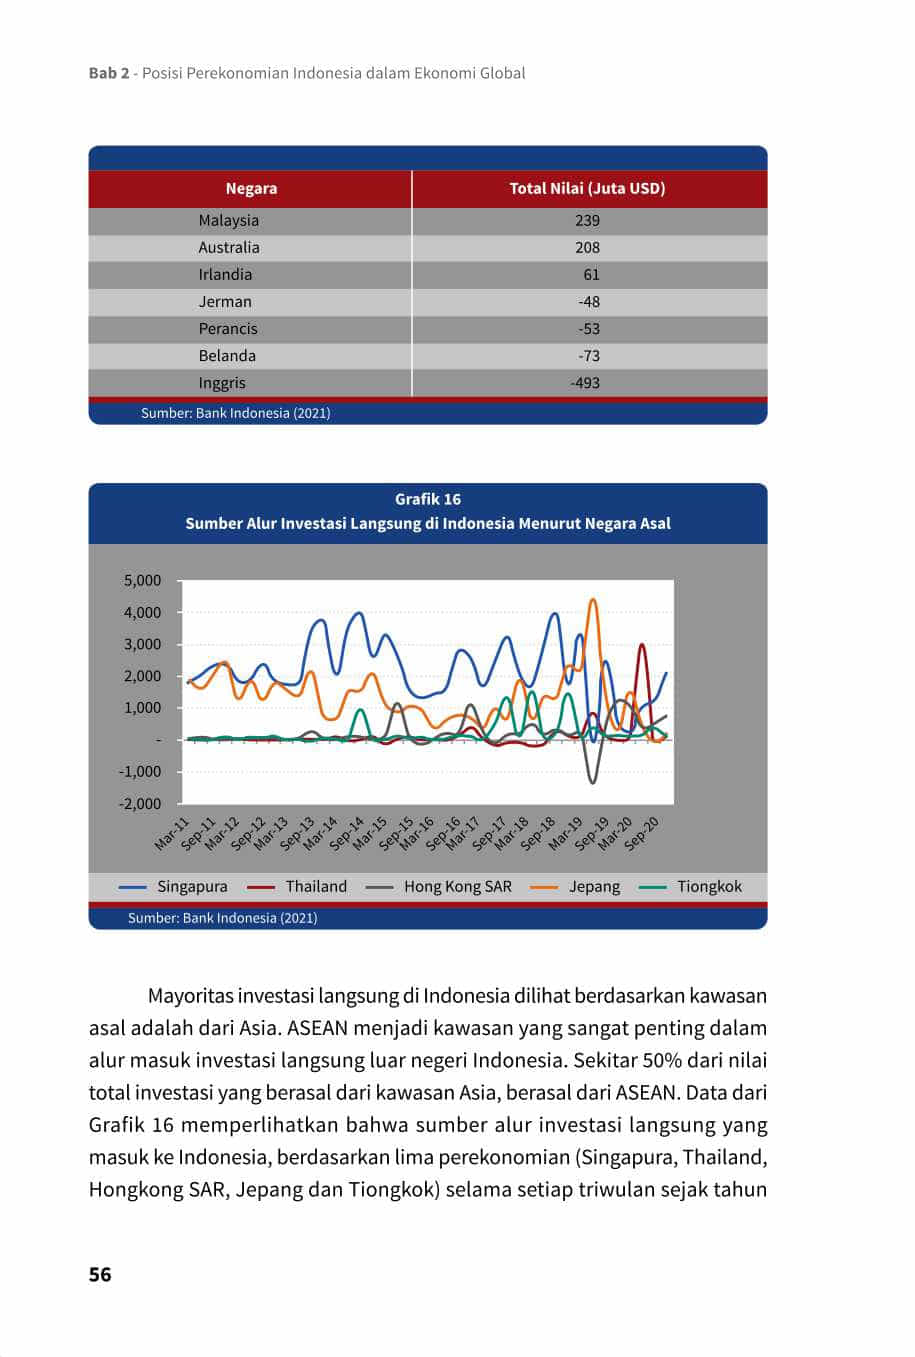 Bab 2 - Posisi Perekonomian Indonesia dalam Ekonomi Global
Negara Total Nilai (Juta USD)
Malaysia 239
Australia 208
Irlandia 61
Jerman -48
Perancis -53
Belanda -73
Inggris -493
Sumber: Bank Indonesia (2021)
Grafik 16
Sumber Alur Investasi Langsung di Indonesia Menurut Negara Asal
5,000
4,000
3,000
2,000
1,000
-
-1,000
-2,000
Mar-11 Sep-11 Mar-12 Sep-12 Mar-13 Sep-13 Mar-14 Sep-14 Mar-15 Sep-15 Mar-16 Sep-16 Mar-17 Sep-17 Mar-18 Sep-18 Mar-19 Sep-19 Mar-20 Sep-20
Singapura Thailand Hong Kong SAR Jepang Tiongkok
Sumber: Bank Indonesia (2021)
Mayoritas investasi langsung di Indonesia dilihat berdasarkan kawasan
asal adalah dari Asia. ASEAN menjadi kawasan yang sangat penting dalam
alur masuk investasi langsung luar negeri Indonesia. Sekitar 50% dari nilai
total investasi yang berasal dari kawasan Asia, berasal dari ASEAN. Data dari
Grafik 16 memperlihatkan bahwa sumber alur investasi langsung yang
masuk ke Indonesia, berdasarkan lima perekonomian (Singapura, Thailand,
Hongkong SAR, Jepang dan Tiongkok) selama setiap triwulan sejak tahun
56